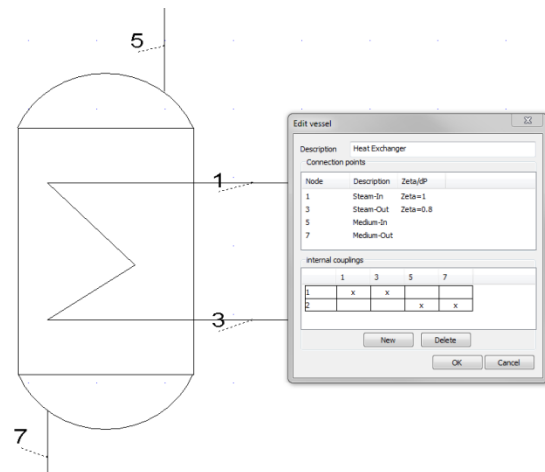 5
1
3
7
Edit vessel
Description Heat Exchanger
Connection points
Node Description Zeta/dP
1 Steam-In Zeta=1
3 Steam-Out Zeta=0.8
5 Medium-In
7 Medium-Out
internal couplings
1 3 5 7
1 x x
2 x x
New Delete
OK Cancel